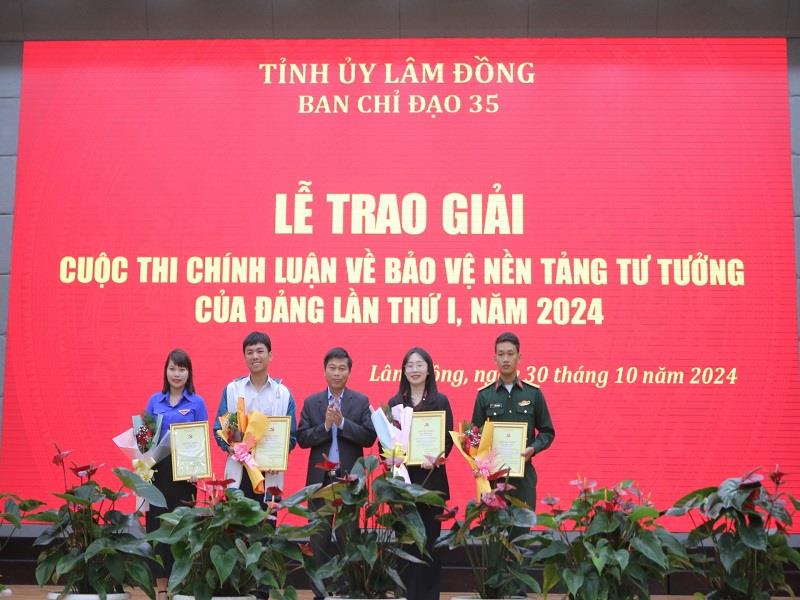 TỈNH ỦY LÂM ĐỒNG
BAN CHỈ ĐẠO 35
LỄ TRAO GIẢI
CUỘC THI CHÍNH LUẬN VỀ BẢO VỆ NỀN TẢNG TƯ TƯỞNG
CỦA ĐẢNG LẦN THỨ I, NĂM 2024
30 tháng 10 năm 2024